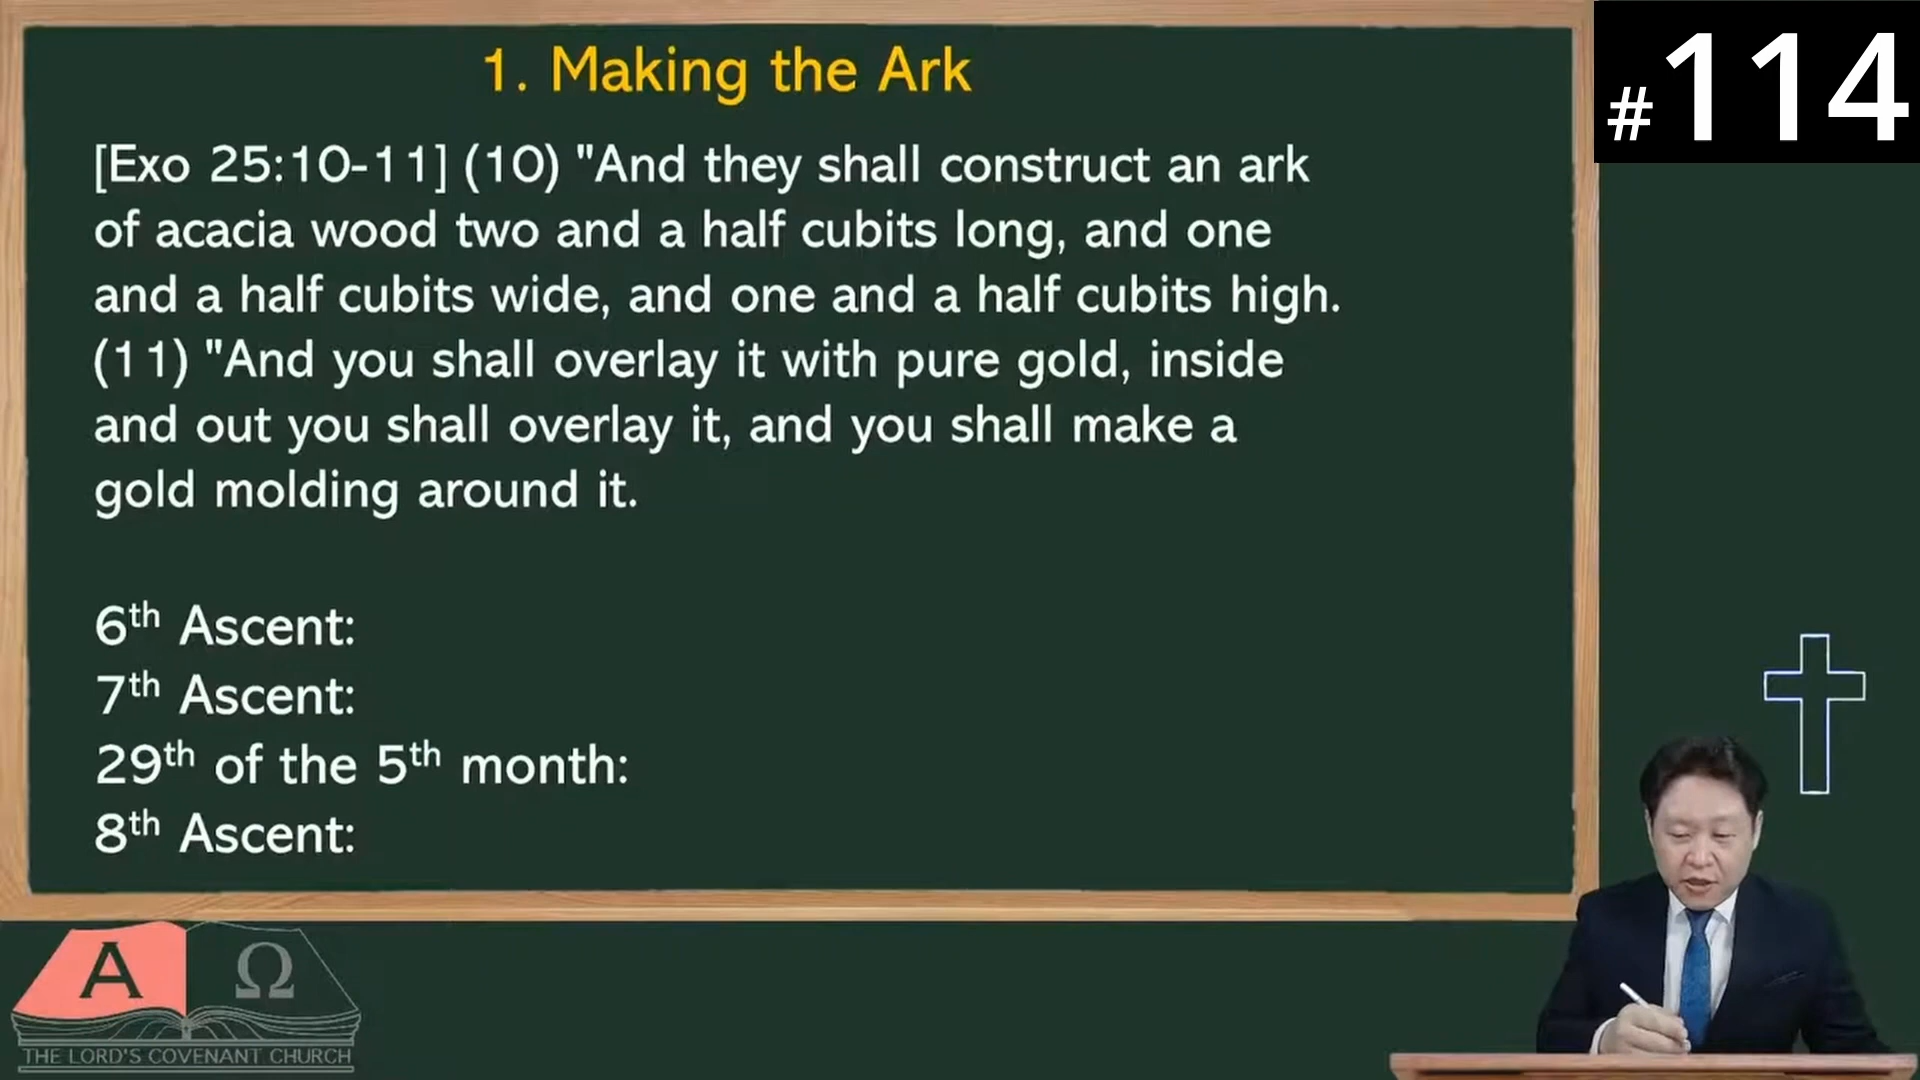 1. Making the Ark
#114
[Exo 25:10-11] (10) "And they shall construct an ark
of acacia wood two and a half cubits long, and one
and a half cubits wide, and one and a half cubits high.
(11) "And you shall overlay it with pure gold, inside
and out you shall overlay it, and you shall make a
gold molding around it.
6th Ascent:
7th Ascent:
29th of the 5th month:
8th Ascent:
A Ω
THE LORD'S COVENANT CHURCH